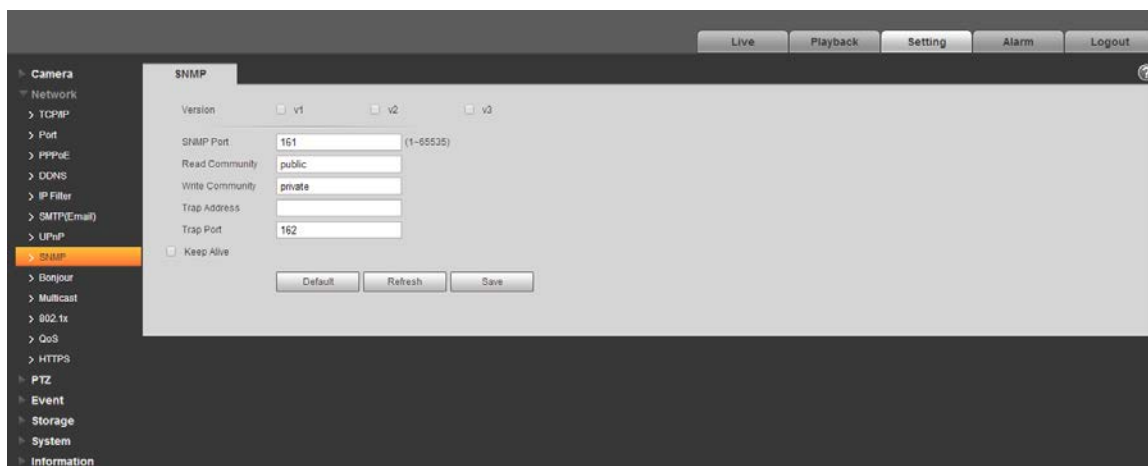 Live Playback Setting Alarm Logout
Camera
Network
TCP/IP
Port
PPPoE
DDNS
IP Filter
SMTP(Email)
UPnP
SNMP
Bonjour
Multicast
802.1x
QoS
HTTPS
PTZ
Event
Storage
System
Information
SNMP
?
Version v1 v2 v3
SNMP Port 161 (1~65535)
Read Community public
Write Community private
Trap Address
Trap Port 162
Keep Alive
Default Refresh Save